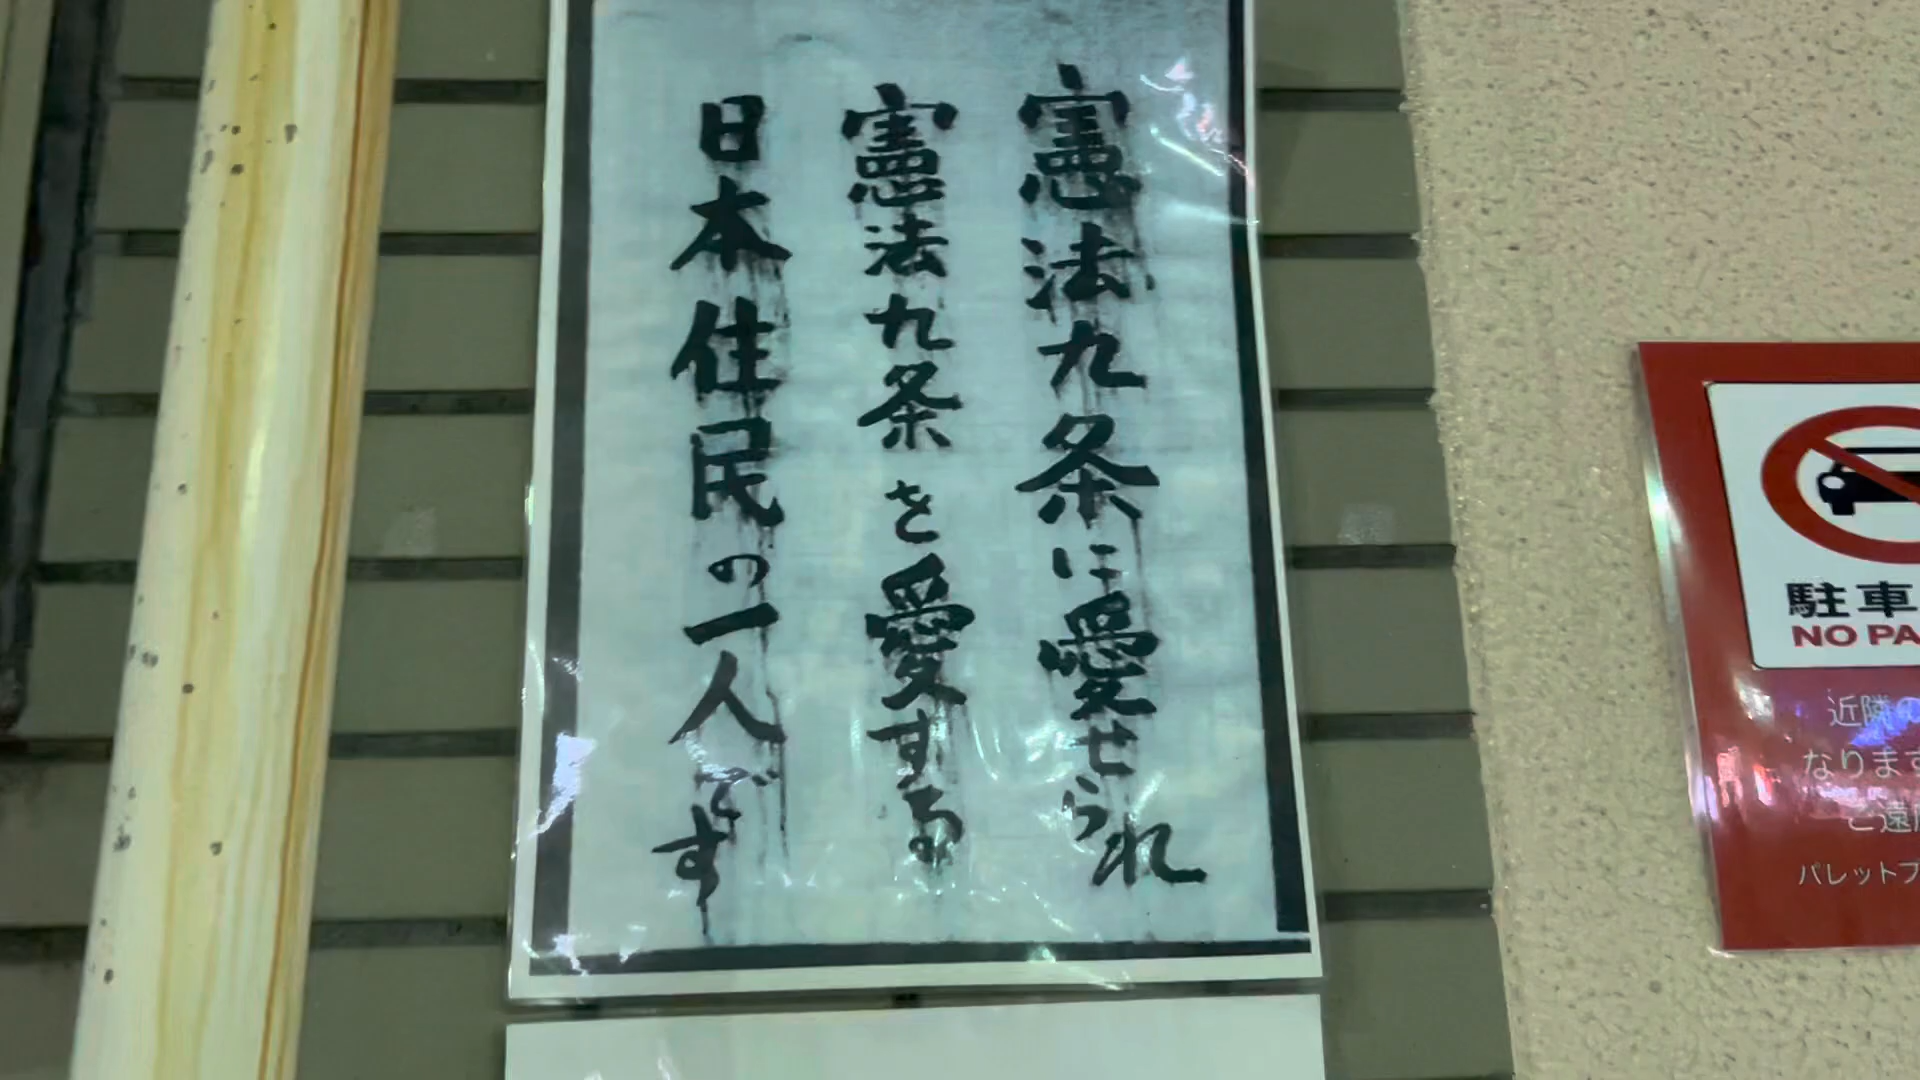 憲法九条に愛せられ
憲法九条を愛する
日本住民の一人です
駐車
NO PA
近隣の
なります
ご遠
パレットフ